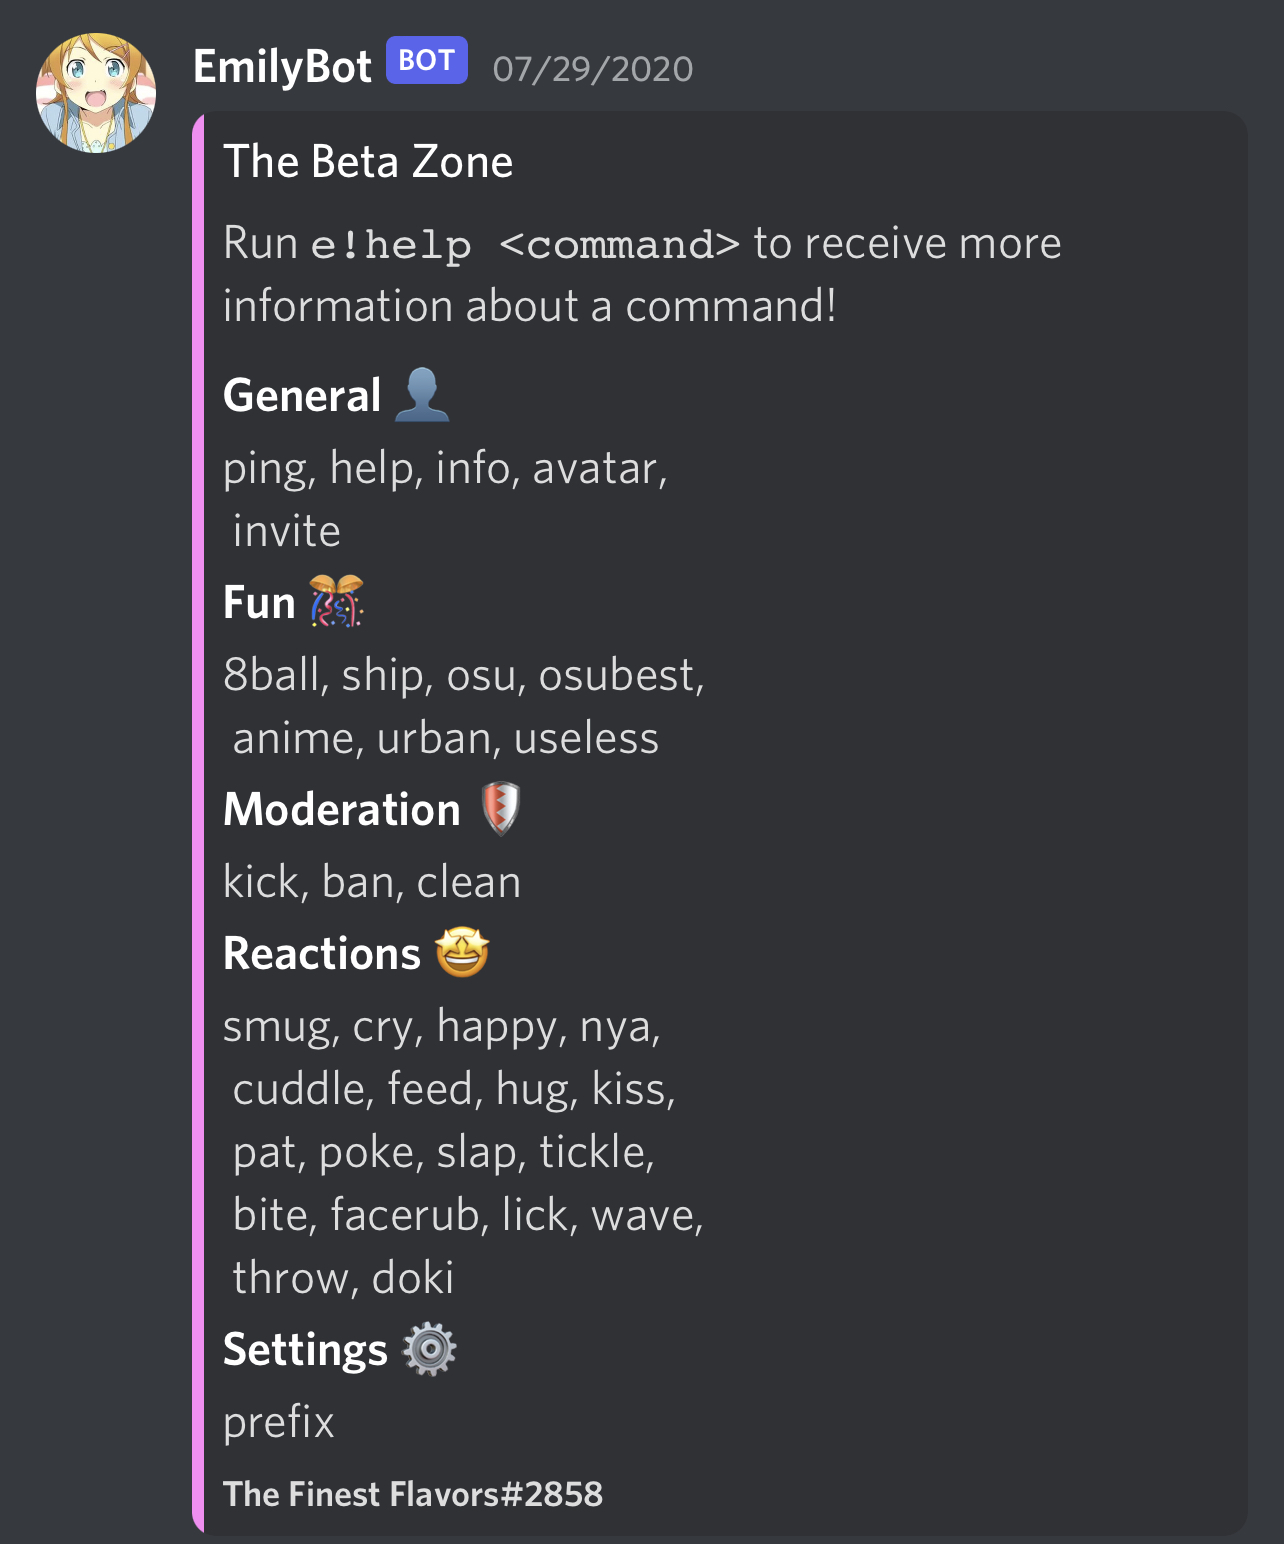 EmilyBot BOT 07/29/2020
The Beta Zone
Run e!help <command> to receive more
information about a command!
General 👤
ping, help, info, avatar,
invite
Fun 🎊
8ball, ship, osu, osubest,
anime, urban, useless
Moderation 🛡️
kick, ban, clean
Reactions 🤩
smug, cry, happy, nya,
cuddle, feed, hug, kiss,
pat, poke, slap, tickle,
bite, facerub, lick, wave,
throw, doki
Settings ⚙️
prefix
The Finest Flavors#2858